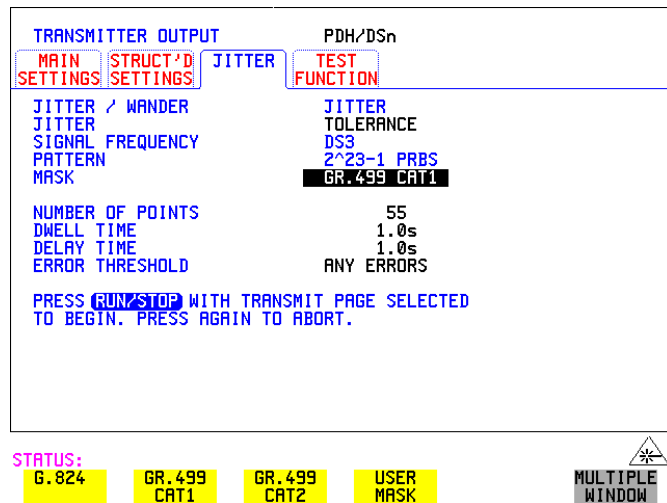 TRANSMITTER OUTPUT PDH/DSn
MAIN SETTINGS STRUCT'D SETTINGS JITTER TEST FUNCTION
JITTER / WANDER JITTER
JITTER TOLERANCE
SIGNAL FREQUENCY DS3
PATTERN 2^23-1 PRBS
MASK GR.499 CAT1
NUMBER OF POINTS 55
DWELL TIME 1.0s
DELAY TIME 1.0s
ERROR THRESHOLD ANY ERRORS
PRESS RUN/STOP WITH TRANSMIT PAGE SELECTED
TO BEGIN. PRESS AGAIN TO ABORT.
STATUS:
G.824 GR.499 CAT1 GR.499 CAT2 USER MASK MULTIPLE WINDOW